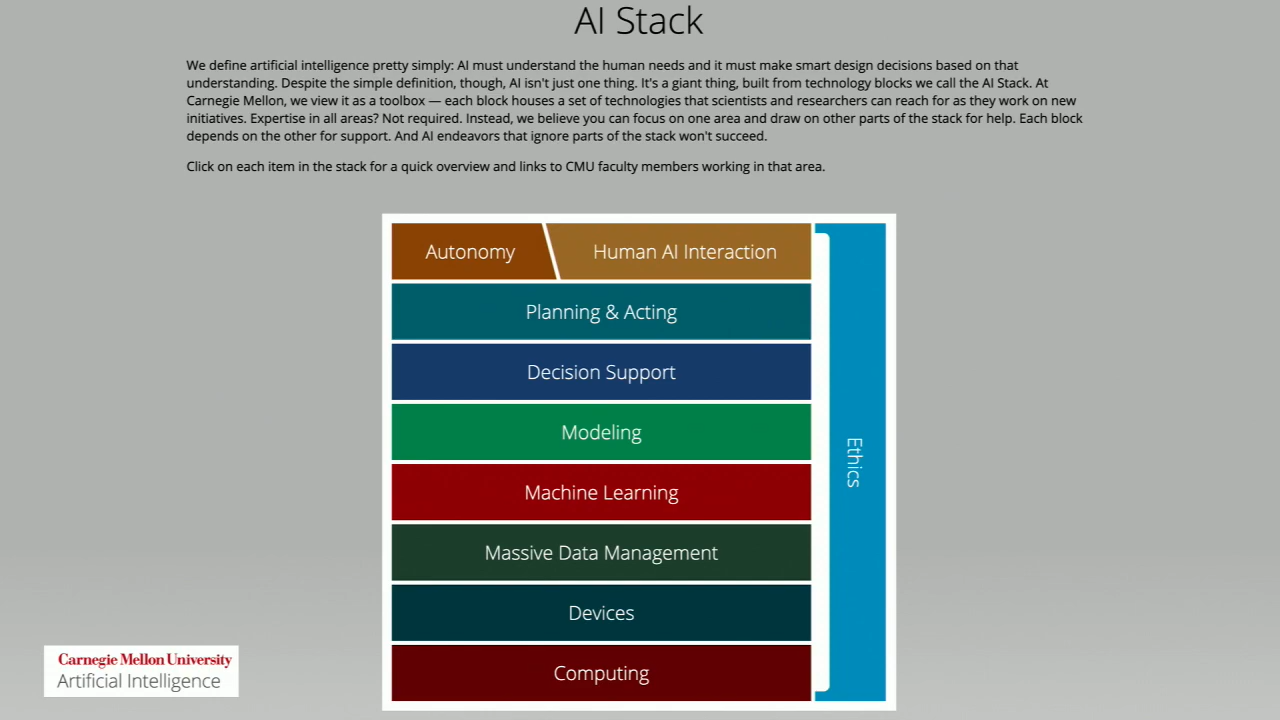 AI Stack
We define artificial intelligence pretty simply: AI must understand the human needs and it must make smart design decisions based on that
understanding. Despite the simple definition, though, AI isn't just one thing. It's a giant thing, built from technology blocks we call the AI Stack. At
Carnegie Mellon, we view it as a toolbox — each block houses a set of technologies that scientists and researchers can reach for as they work on new
initiatives. Expertise in all areas? Not required. Instead, we believe you can focus on one area and draw on other parts of the stack for help. Each block
depends on the other for support. And AI endeavors that ignore parts of the stack won't succeed.
Click on each item in the stack for a quick overview and links to CMU faculty members working in that area.
Autonomy
Human AI Interaction
Planning & Acting
Decision Support
Modeling
Machine Learning
Massive Data Management
Devices
Computing
Ethics
Carnegie Mellon University
Artificial Intelligence